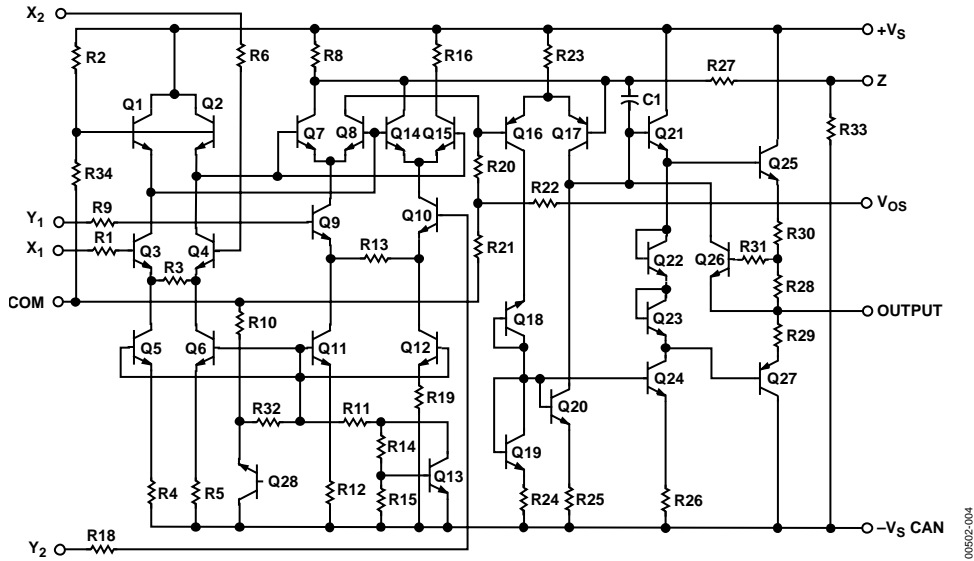 X2
R2
R6
R8
R16
R23
+VS
R27
Z
C1
Q1
Q2
Q7
Q8
Q14
Q15
Q16
Q17
Q21
R33
R34
R20
Q25
Y1
R9
Q9
Q10
R22
VOS
X1
R1
Q3
Q4
R13
R21
R30
R3
Q22
Q26
R31
R28
COM
R10
Q18
Q23
OUTPUT
Q5
Q6
Q11
Q12
R29
R19
Q24
Q27
R32
R11
Q20
R14
Q19
Q28
Q13
R4
R5
R12
R15
R24
R25
R26
–VS CAN
Y2
R18
00502-004